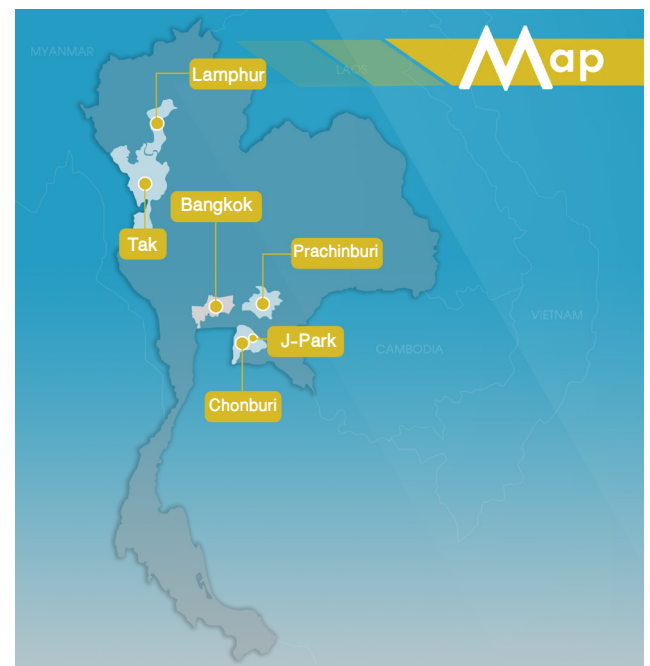 Map
MYANMAR
LAOS
Lamphur
Bangkok
Tak
Prachinburi
VIETNAM
J-Park
CAMBODIA
Chonburi